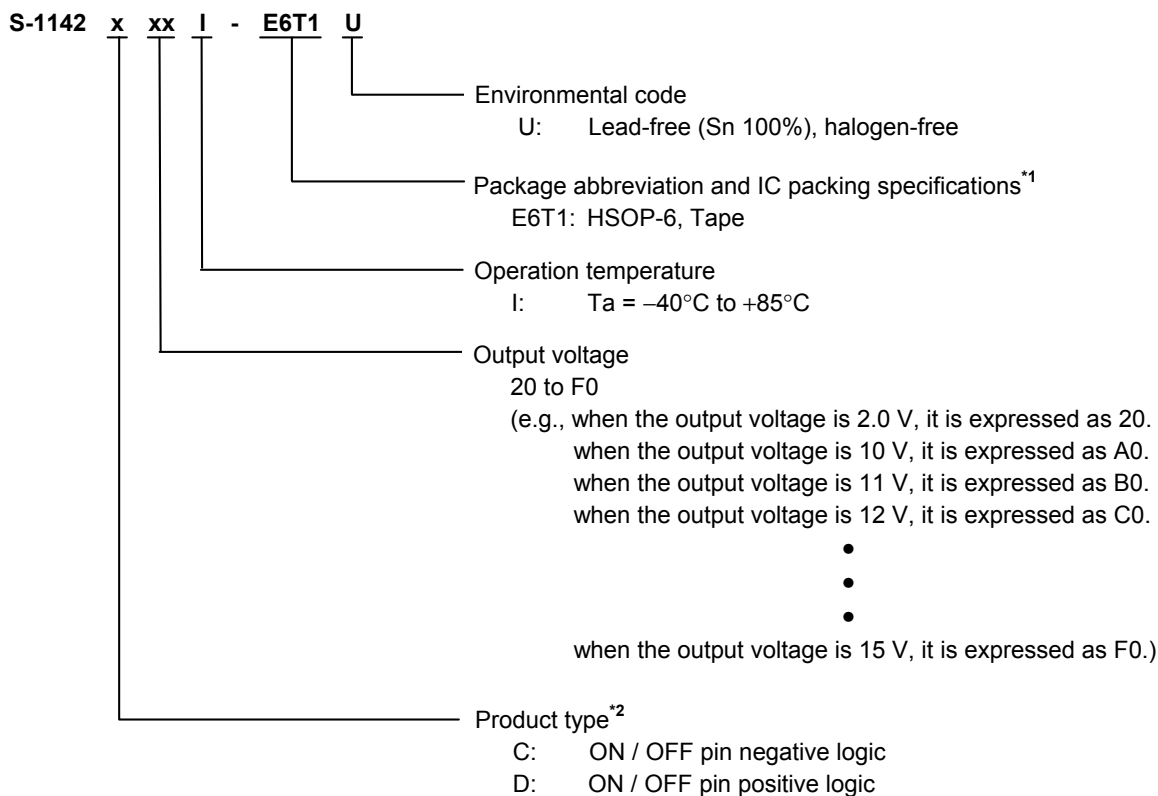 S-1142 x xx I - E6T1 U
Environmental code
U: Lead-free (Sn 100%), halogen-free
Package abbreviation and IC packing specifications*1
E6T1: HSOP-6, Tape
Operation temperature
I: Ta = −40°C to +85°C
Output voltage
20 to F0
(e.g., when the output voltage is 2.0 V, it is expressed as 20.
when the output voltage is 10 V, it is expressed as A0.
when the output voltage is 11 V, it is expressed as B0.
when the output voltage is 12 V, it is expressed as C0.
•
•
•
when the output voltage is 15 V, it is expressed as F0.)
Product type*2
C: ON / OFF pin negative logic
D: ON / OFF pin positive logic